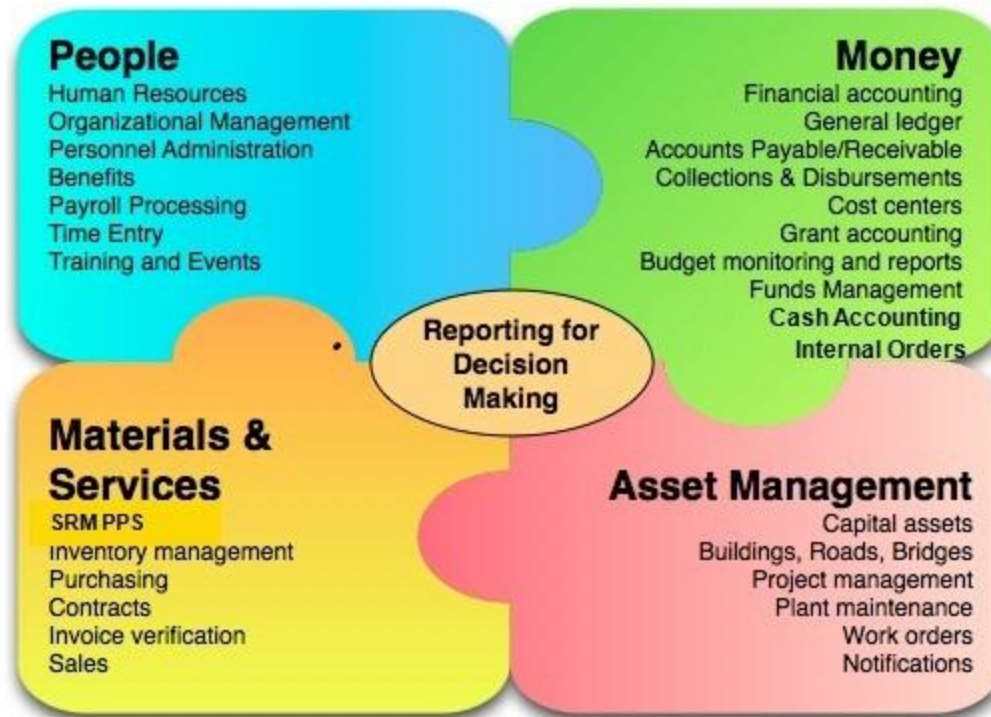 People
Human Resources
Organizational Management
Personnel Administration
Benefits
Payroll Processing
Time Entry
Training and Events
Money
Financial accounting
General ledger
Accounts Payable/Receivable
Collections & Disbursements
Cost centers
Grant accounting
Budget monitoring and reports
Funds Management
Cash Accounting
Internal Orders
Reporting for
Decision
Making
Materials &
Services
SRM PPS
Inventory management
Purchasing
Contracts
Invoice verification
Sales
Asset Management
Capital assets
Buildings, Roads, Bridges
Project management
Plant maintenance
Work orders
Notifications